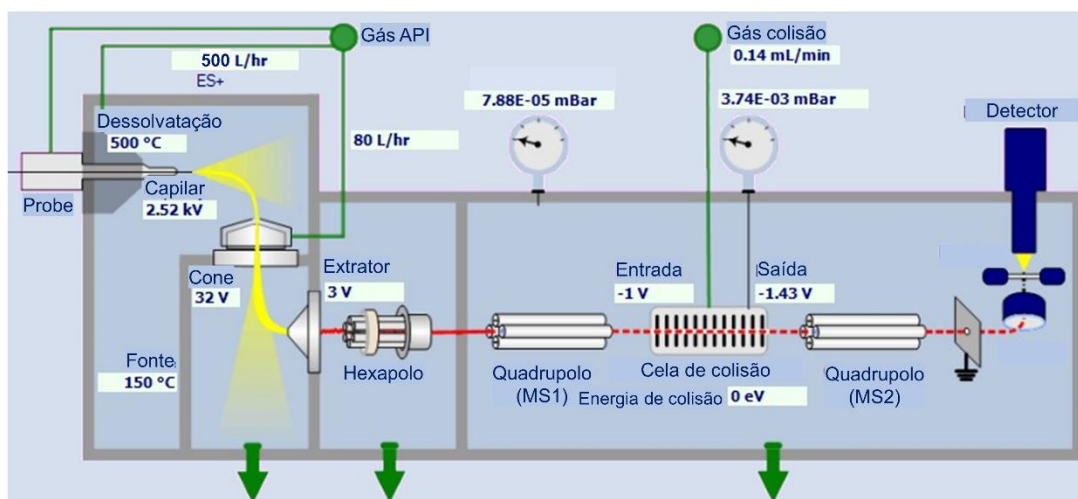 Gás API
500 L/hr
ES+
Gás colisão
0.14 mL/min
7.88E-05 mBar
3.74E-03 mBar
Detector
Dessolvatação
500 °C
80 L/hr
Probe
Capilar
2.52 kV
Cone
32 V
Extrator
3 V
Entrada
-1 V
Saída
-1.43 V
Fonte
150 °C
Hexapolo
Quadrupolo
(MS1)
Cela de colisão
Energia de colisão 0 eV
Quadrupolo
(MS2)